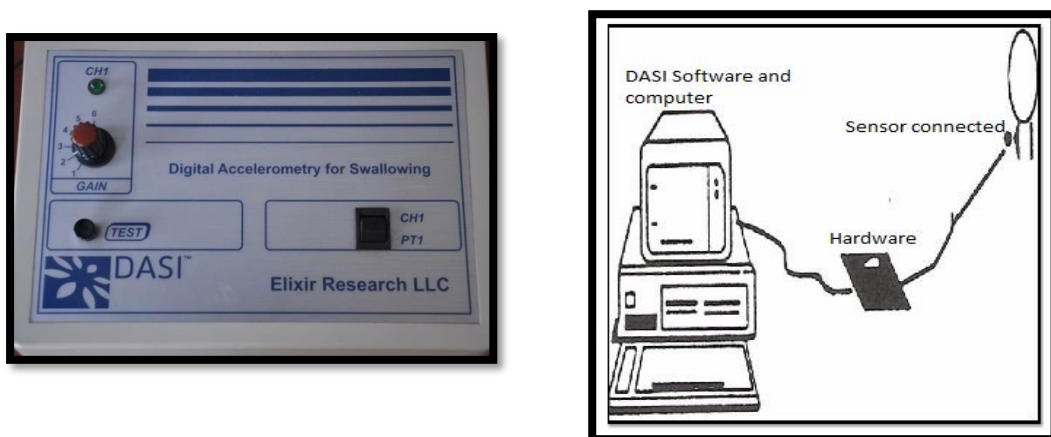 CH1
1
2
3
4
5
6
GAIN
Digital Accelerometry for Swallowing
TEST
CH1
PT1
DASI™
Elixir Research LLC
DASI Software and
computer
Sensor connected
Hardware